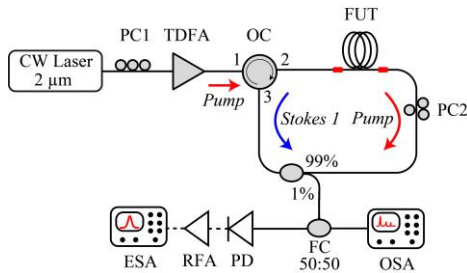 FUT
PC1 TDFA OC
CW Laser
2 µm
1 2
Pump
3
PC2
Stokes 1 Pump
99%
1%
ESA RFA PD FC
50:50 OSA